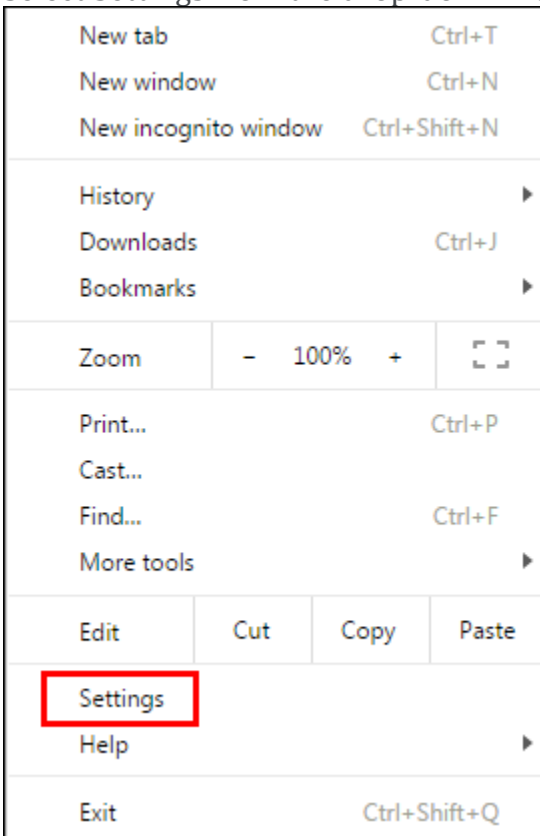 New tab Ctrl+T
New window Ctrl+N
New incognito window Ctrl+Shift+N
History
Downloads Ctrl+J
Bookmarks
Zoom - 100% +
Print... Ctrl+P
Cast...
Find... Ctrl+F
More tools
Edit Cut Copy Paste
Settings
Help
Exit Ctrl+Shift+Q